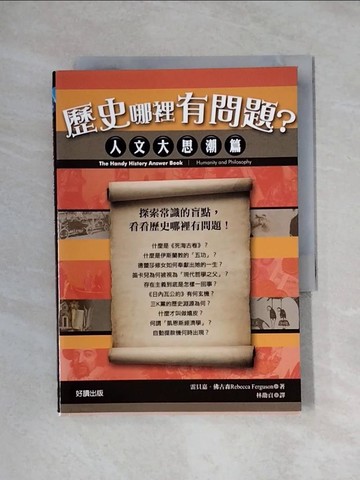 歷史哪裡有問題?
人文大思潮篇
The Handy History Answer Book | Humanity and Philosophy
探索常識的盲點，
看看歷史哪裡有問題！
什麼是《死海古卷》？
什麼是伊斯蘭教的「五功」？
德蕾莎修女如何奉獻出她的一生？
笛卡兒為何被視為「現代哲學之父」？
存在主義到底是怎樣一回事？
《日內瓦公約》有何玄機？
三K黨的歷史淵源為何？
什麼才叫做嬉皮？
何謂「凱恩斯經濟學」？
自動提款機何時出現？
好讀出版
雷貝嘉．佛古森Rebecca Ferguson◎著
林勛貞◎譯